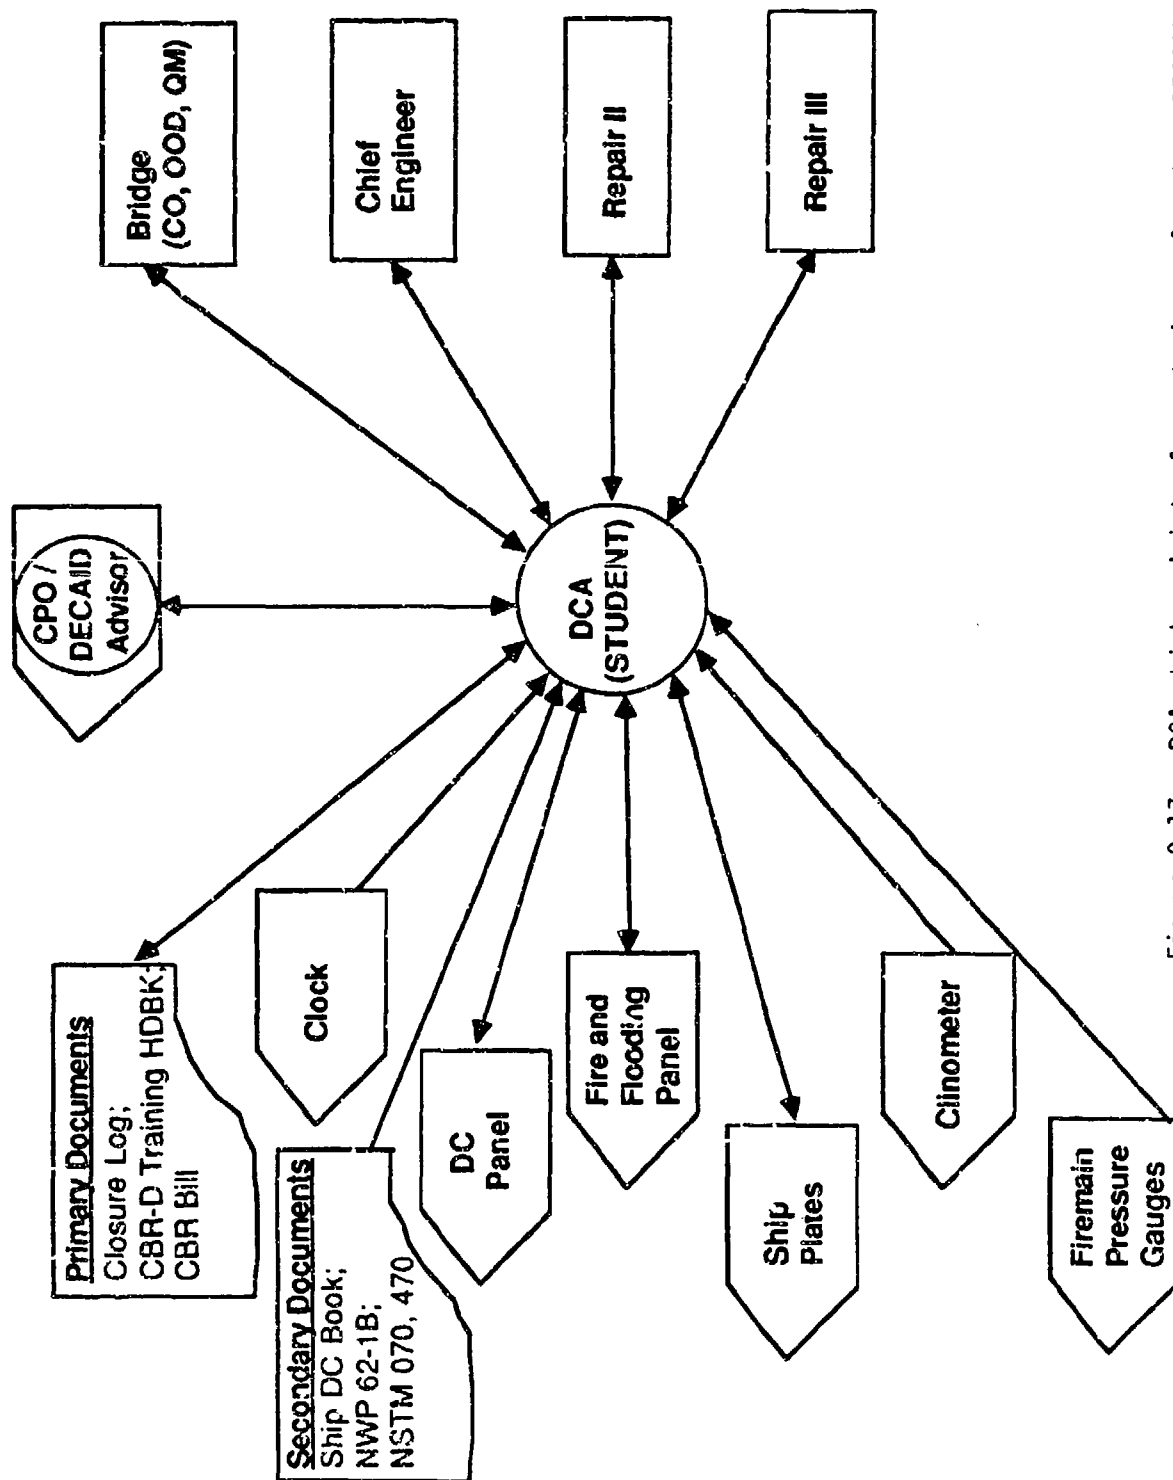 Primary Documents
Closure Log;
CBR-D Training HDBK;
CBR Bill
Clock
Secondary Documents
Ship DC Book;
NWP 62-1B;
NSTM 070, 470
DC
Panel
Fire and
Flooding
Panel
Ship
Plates
Clinometer
Firemain
Pressure
Gauges
CPO /
DECAID
Advisor
DCA
(STUDENT)
Bridge
(CO, OOD, QM)
Chief
Engineer
Repair II
Repair III